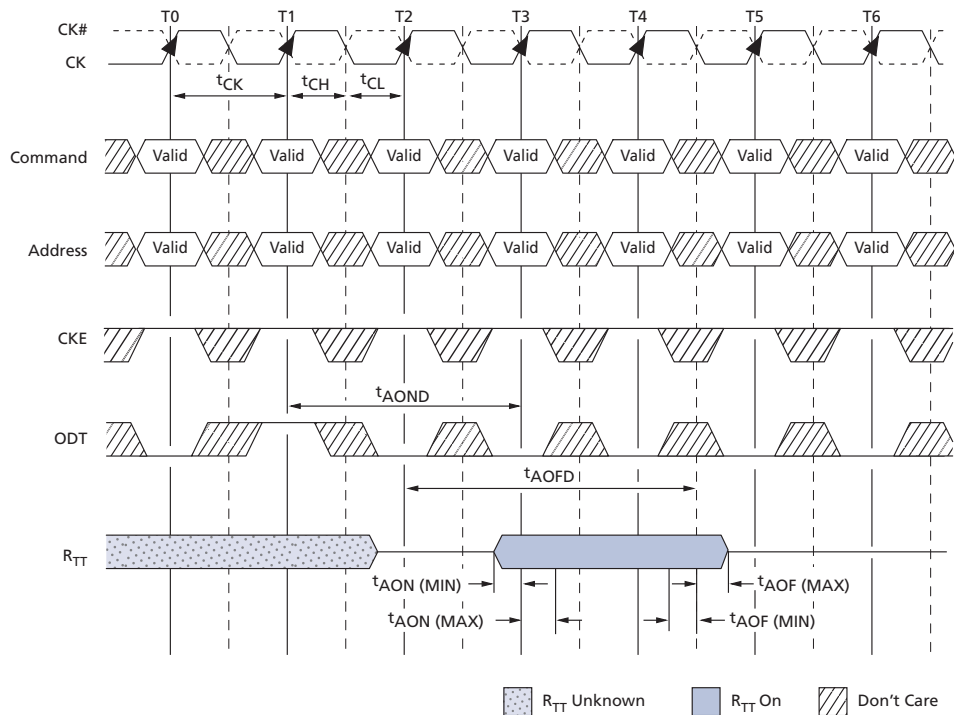 T0 T1 T2 T3 T4 T5 T6
CK#
CK
tCK tCH tCL
Command Valid Valid Valid Valid Valid Valid Valid
Address Valid Valid Valid Valid Valid Valid Valid
CKE
tAOND
ODT
tAOFD
RTT
tAON (MIN) tAOF (MAX)
tAON (MAX) tAOF (MIN)
RTT Unknown RTT On Don't Care